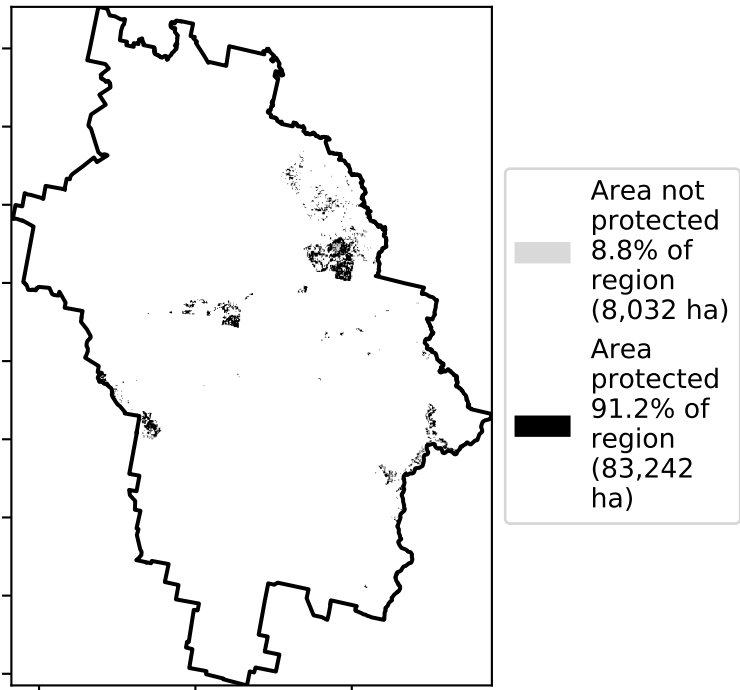 Area not
protected
8.8% of
region
(8,032 ha)
Area
protected
91.2% of
region
(83,242
ha)